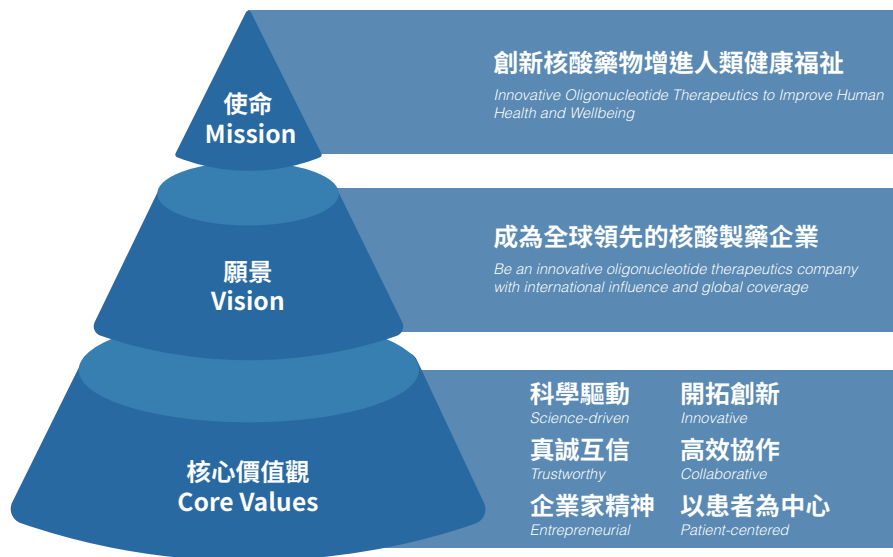 使命
Mission
創新核酸藥物增進人類健康福祉
Innovative Oligonucleotide Therapeutics to Improve Human
Health and Wellbeing
願景
Vision
成為全球領先的核酸製藥企業
Be an innovative oligonucleotide therapeutics company
with international influence and global coverage
核心價值觀
Core Values
科學驅動
Science-driven
開拓創新
Innovative
真誠互信
Trustworthy
高效協作
Collaborative
企業家精神
Entrepreneurial
以患者為中心
Patient-centered